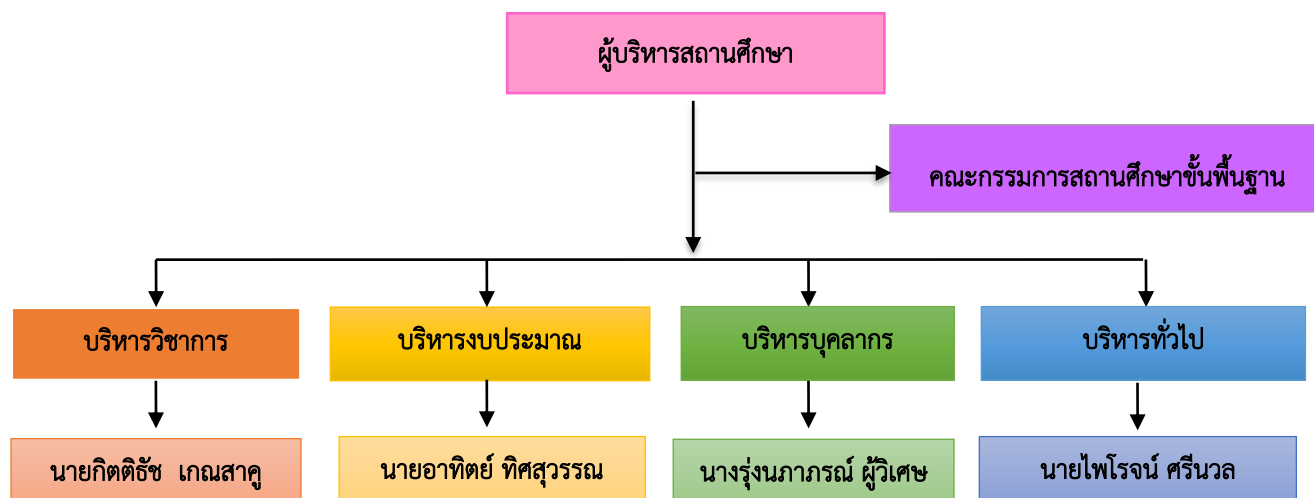 ผู้บริหารสถานศึกษา
คณะกรรมการสถานศึกษาขั้นพื้นฐาน
บริหารวิชาการ
บริหารงบประมาณ
บริหารบุคลากร
บริหารทั่วไป
นายกิตติธัช เกณสาคู
นายอาทิตย์ ทิศสุวรรณ
นางรุ่งนภาภรณ์ ผู้วิเศษ
นายไพโรจน์ ศรีนวล